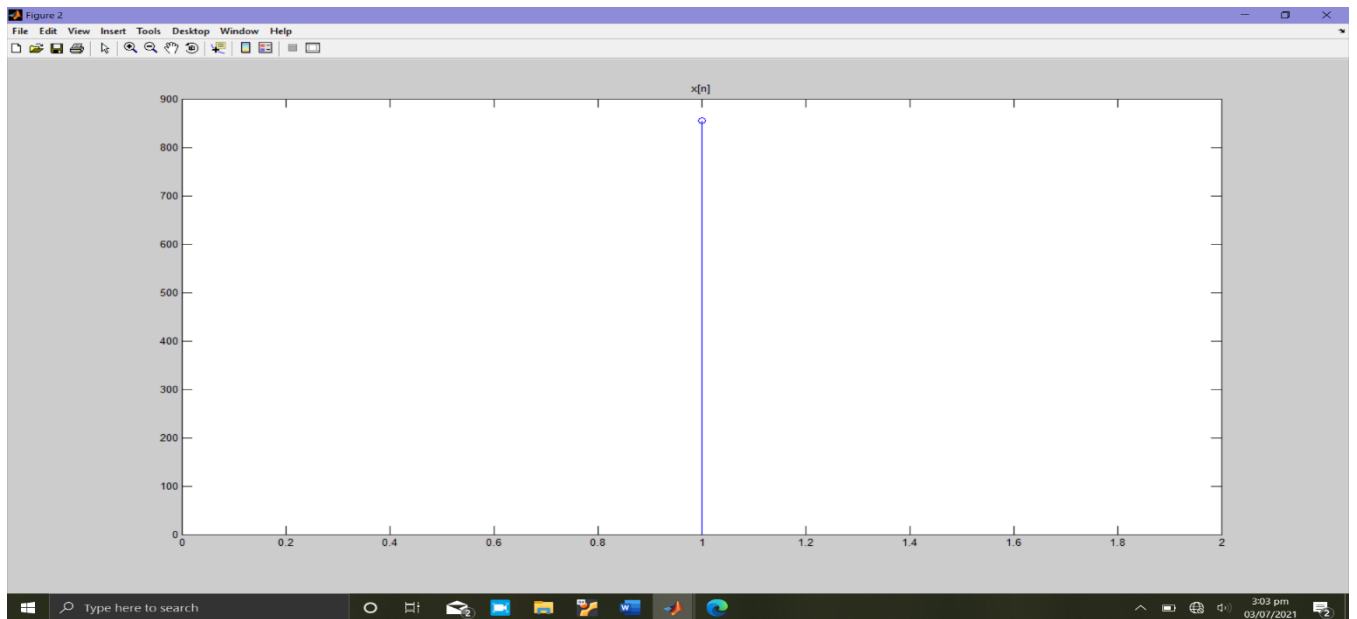 Figure 2
File Edit View Insert Tools Desktop Window Help
x[n]
900
800
700
600
500
400
300
200
100
0
0 0.2 0.4 0.6 0.8 1 1.2 1.4 1.6 1.8 2
Type here to search
3:03 pm
03/07/2021